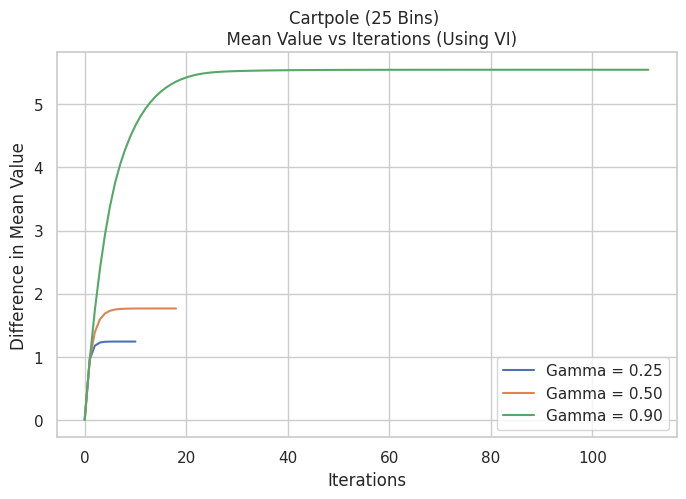 Cartpole (25 Bins)
Mean Value vs Iterations (Using VI)
Difference in Mean Value
5
4
3
2
1
0
0 20 40 60 80 100
Iterations
Gamma = 0.25
Gamma = 0.50
Gamma = 0.90